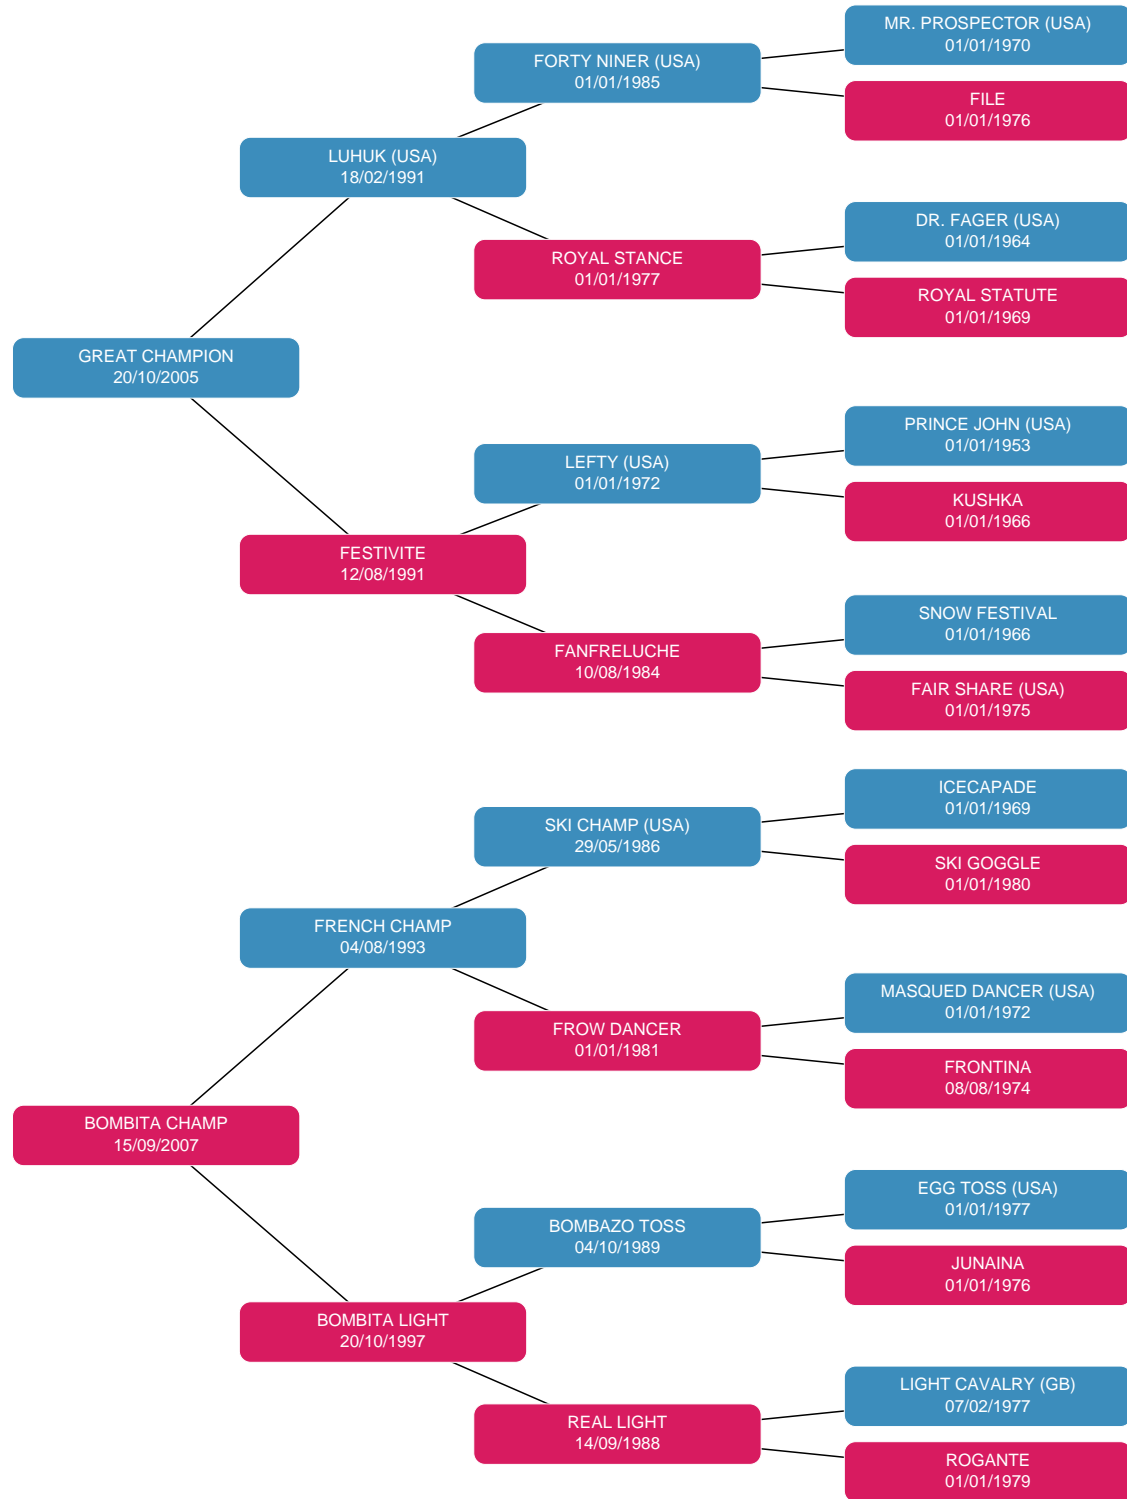 MR. PROSPECTOR (USA)
01/01/1970
FORTY NINER (USA)
01/01/1985
FILE
01/01/1976
LUHUK (USA)
18/02/1991
DR. FAGER (USA)
01/01/1964
ROYAL STANCE
01/01/1977
ROYAL STATUTE
01/01/1969
GREAT CHAMPION
20/10/2005
PRINCE JOHN (USA)
01/01/1953
LEFTY (USA)
01/01/1972
KUSHKA
01/01/1966
FESTIVITE
12/08/1991
SNOW FESTIVAL
01/01/1966
FANFRELUCHE
10/08/1984
FAIR SHARE (USA)
01/01/1975
ICECAPADE
01/01/1969
SKI CHAMP (USA)
29/05/1986
SKI GOGGLE
01/01/1980
FRENCH CHAMP
04/08/1993
MASQUED DANCER (USA)
01/01/1972
FROW DANCER
01/01/1981
FRONTINA
08/08/1974
BOMBITA CHAMP
15/09/2007
EGG TOSS (USA)
01/01/1977
BOMBAZO TOSS
04/10/1989
JUNAINA
01/01/1976
BOMBITA LIGHT
20/10/1997
LIGHT CAVALRY (GB)
07/02/1977
REAL LIGHT
14/09/1988
ROGANTE
01/01/1979